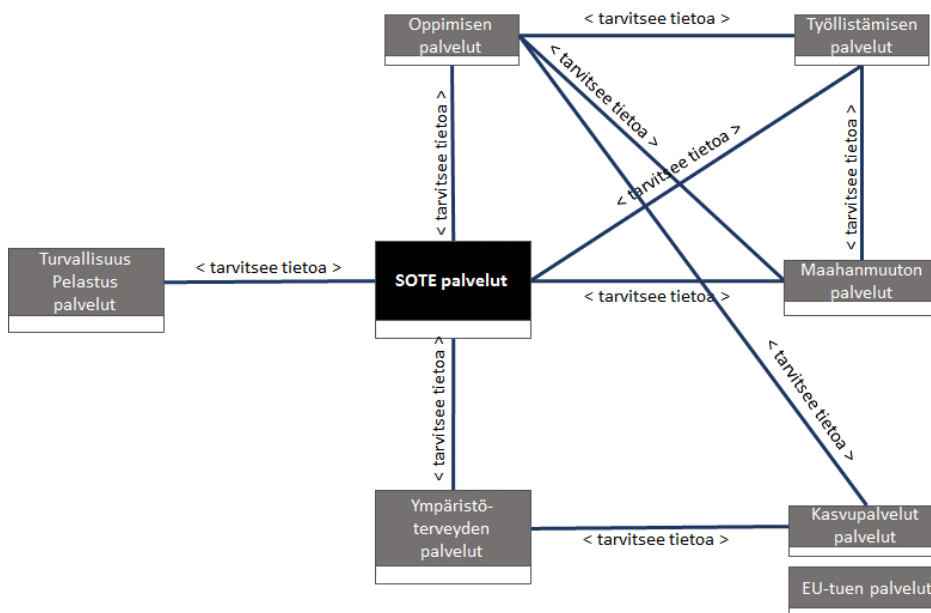 Oppimisen
palvelut
< tarvitsee tietoa >
Työllistämisen
palvelut
< tarvitsee tietoa >
< tarvitsee tietoa >
< tarvitsee tietoa >
< tarvitsee tietoa >
Turvallisuus
Pelastus
palvelut
< tarvitsee tietoa >
SOTE palvelut
< tarvitsee tietoa >
Maahanmuuton
palvelut
< tarvitsee tietoa >
< tarvitsee tietoa >
Ympäristö-
terveyden
palvelut
< tarvitsee tietoa >
Kasvupalvelut
palvelut
EU-tuen palvelut